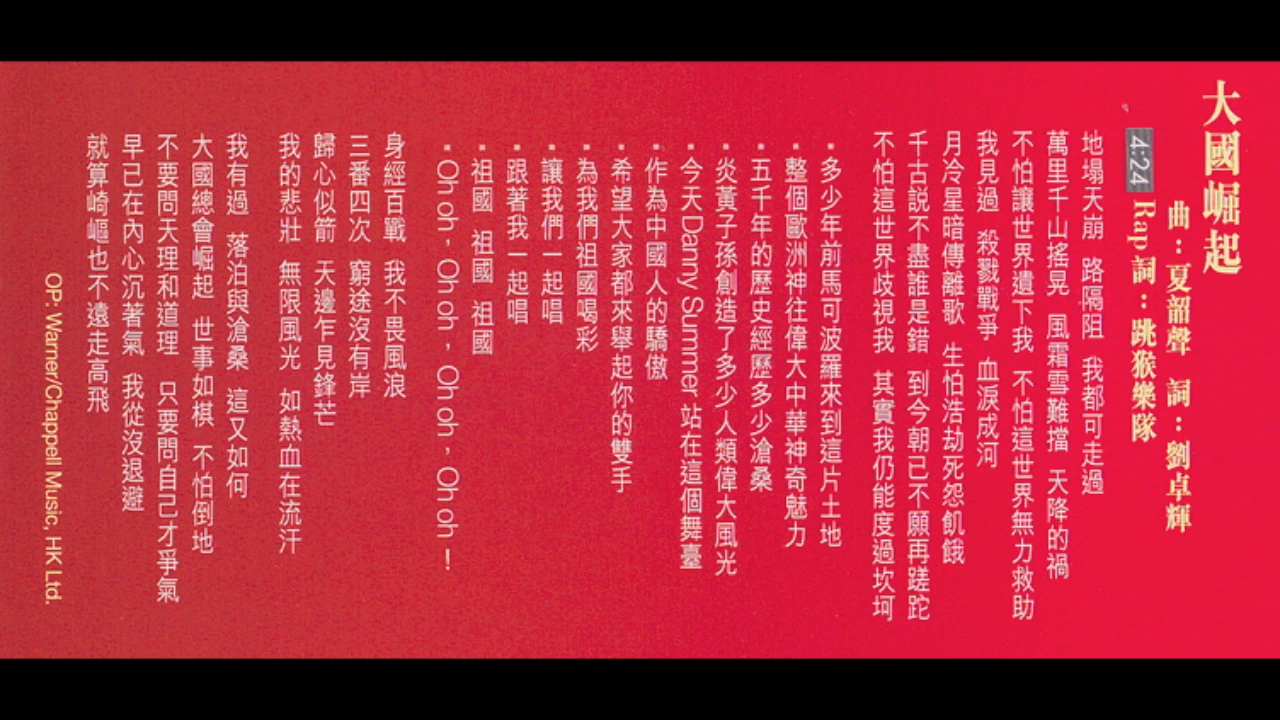 大國崛起
曲：夏韶聲　詞：劉卓輝
4:24 Rap詞：跳猴樂隊
地塌天崩　路隔阻　我都可走過
萬里千山搖晃　風霜雪難擋　天降的禍
不怕讓世界遺下我　不怕這世界無力救助
我見過　殺戮戰爭　血淚成河
月冷星暗傳離歌　生怕浩劫死怨飢餓
千古説不盡誰是錯　到今朝已不願再蹉跎
不怕這世界歧視我　其實我仍能度過坎坷
▪多少年前馬可波羅來到這片土地
▪整個歐洲神往偉大中華神奇魅力
▪五千年的歷史經歷多少滄桑
▪炎黃子孫創造了多少人類偉大風光
▪今天Danny Summer站在這個舞臺
▪作為中國人的驕傲
▪希望大家都來舉起你的雙手
▪為我們祖國喝彩
▪讓我們一起唱
▪跟著我一起唱
▪祖國　祖國　祖國
▪Oh oh，Oh oh，Oh oh，Oh oh！
身經百戰　我不畏風浪
三番四次　窮途沒有岸
歸心似箭　天邊乍見鋒芒
我的悲壯　無限風光　如熱血在流汗
我有過　落泊與滄桑　這又如何
大國總會崛起　世事如棋　不怕倒地
不要問天理和道理　只要問自己才爭氣
早已在內心沉著氣　我從沒退避
就算崎嶇也不遠走高飛
OP: Warner/Chappell Music, HK Ltd.